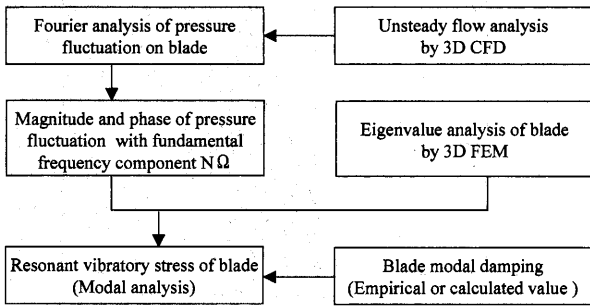 Fourier analysis of pressure
fluctuation on blade
Unsteady flow analysis
by 3D CFD
Magnitude and phase of pressure
fluctuation with fundamental
frequency component NΩ
Eigenvalue analysis of blade
by 3D FEM
Resonant vibratory stress of blade
(Modal analysis)
Blade modal damping
(Empirical or calculated value )